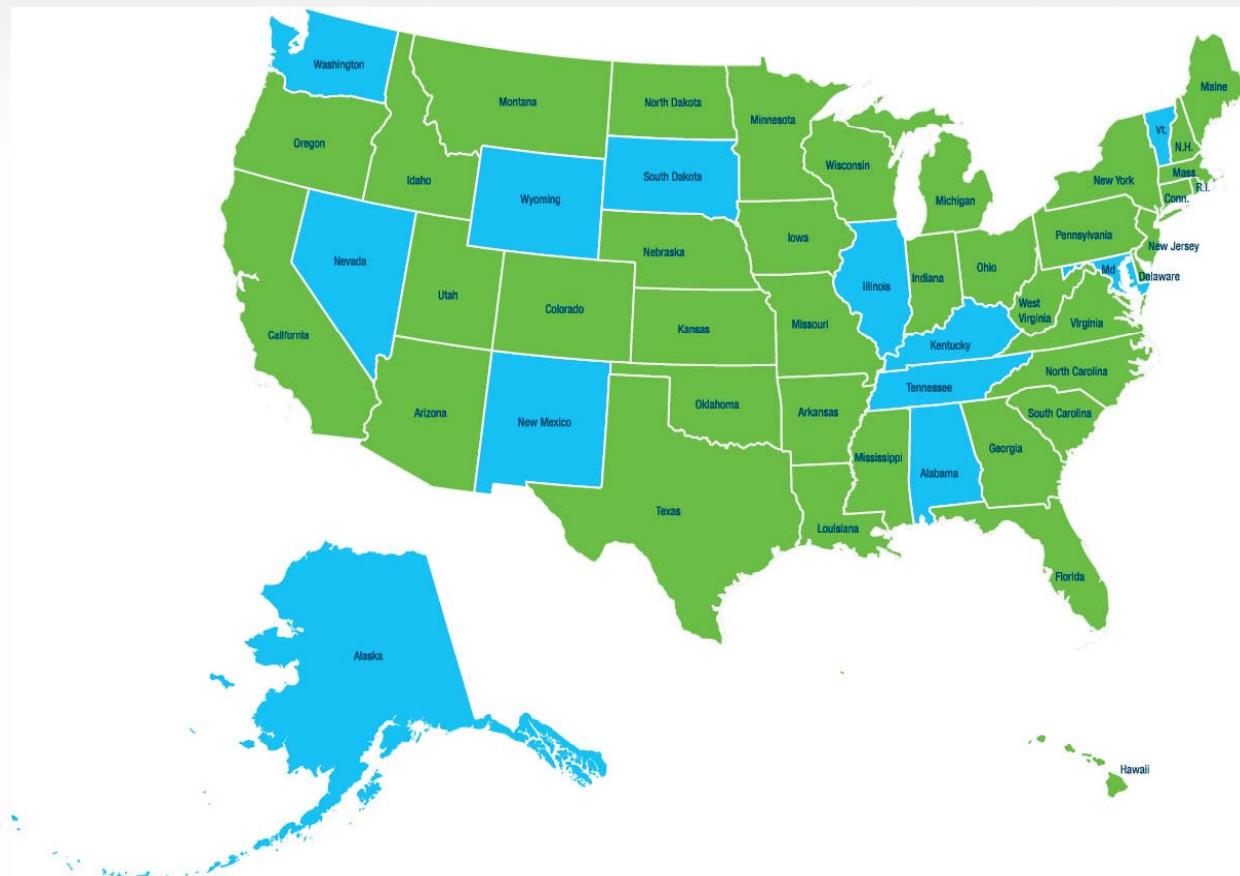 Washington
Montana
North Dakota
Minnesota
Maine
Vt.
N.H.
Oregon
Idaho
Wyoming
South Dakota
Wisconsin
Michigan
New York
Mass.
R.I.
Conn.
Nevada
Utah
Colorado
Nebraska
Iowa
Illinois
Indiana
Ohio
Pennsylvania
New Jersey
Md
Delaware
California
Kansas
Missouri
Kentucky
West
Virginia
Virginia
Arizona
New Mexico
Oklahoma
Arkansas
Tennessee
North Carolina
South Carolina
Texas
Louisiana
Mississippi
Alabama
Georgia
Florida
Alaska
Hawaii